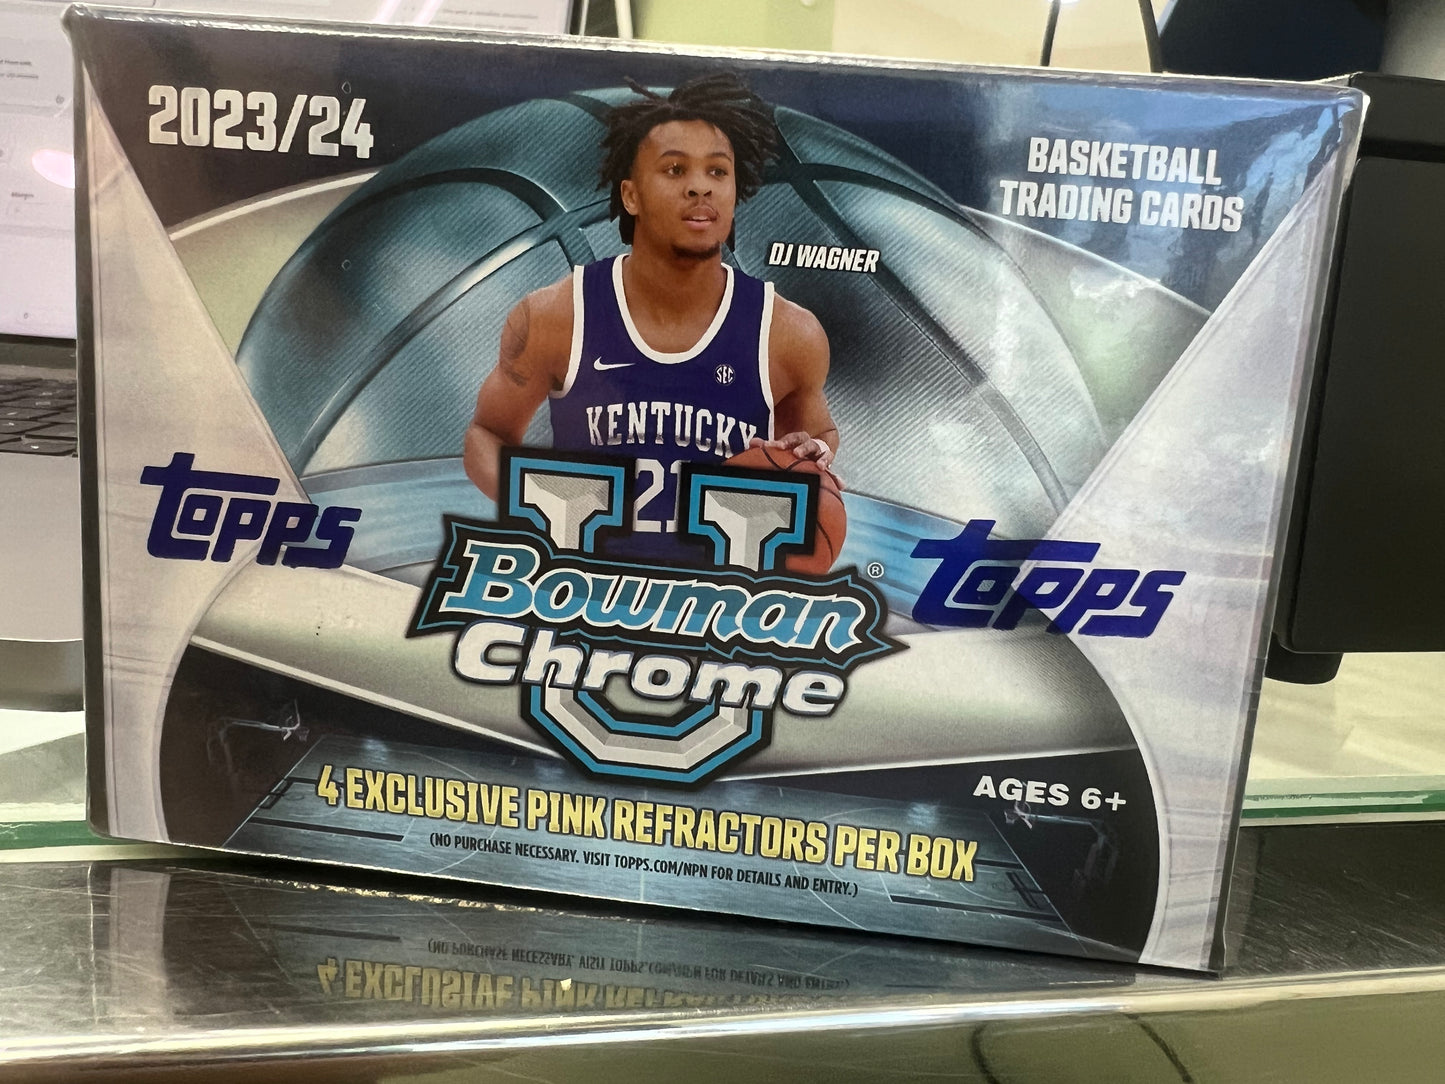 2023/24
BASKETBALL
TRADING CARDS
DJ WAGNER
SEC
KENTUCKY
21
TOPPS
TOPPS
U
Bowman®
Chrome
AGES 6+
4 EXCLUSIVE PINK REFRACTORS PER BOX
(NO PURCHASE NECESSARY. VISIT TOPPS.COM/NPN FOR DETAILS AND ENTRY.)